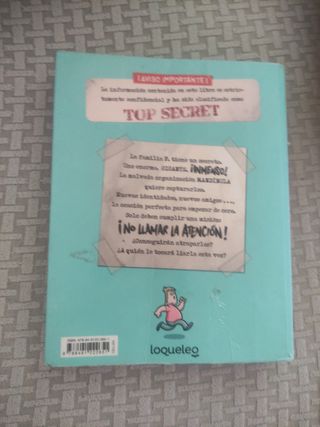 ¡AVISO IMPORTANTE!
La información contenida en este libro es estric-
tamente confidencial y ha sido clasificada como
TOP SECRET
La familia P. tiene un secreto.
Uno enorme, GIGANTE, ¡INMENSO!
La malvada organización MANDÍBULA
quiere capturarlos.
Nuevas identidades, nuevos amigos....
la ocasión perfecta para empezar de cero.
Solo deben cumplir una misión:
¡NO LLAMAR LA ATENCIÓN!
¿Conseguirán atraparlos?
¿A quién le tocará liarla esta vez?
loqueleo